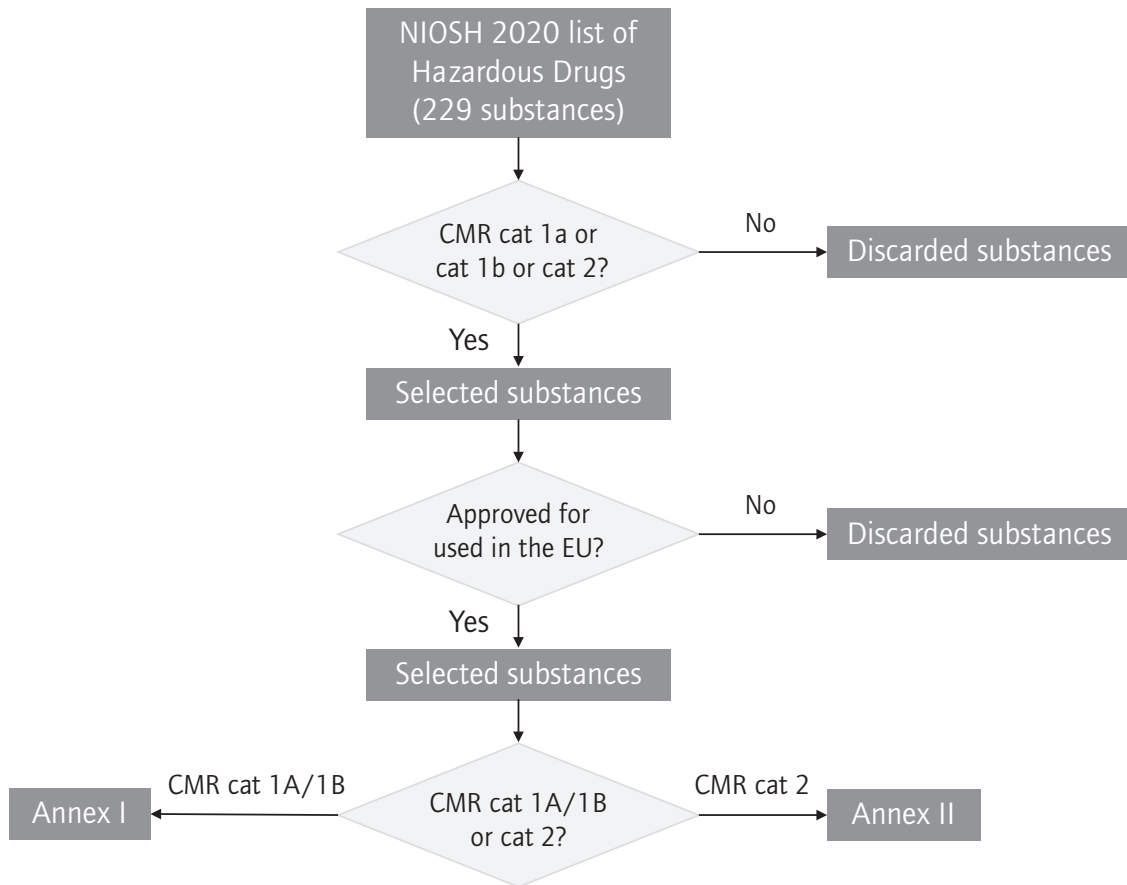 NIOSH 2020 list of
Hazardous Drugs
(229 substances)
CMR cat 1a or
cat 1b or cat 2?
No
Discarded substances
Yes
Selected substances
Approved for
used in the EU?
No
Discarded substances
Yes
Selected substances
CMR cat 1A/1B
Annex I
CMR cat 1A/1B
or cat 2?
CMR cat 2
Annex II